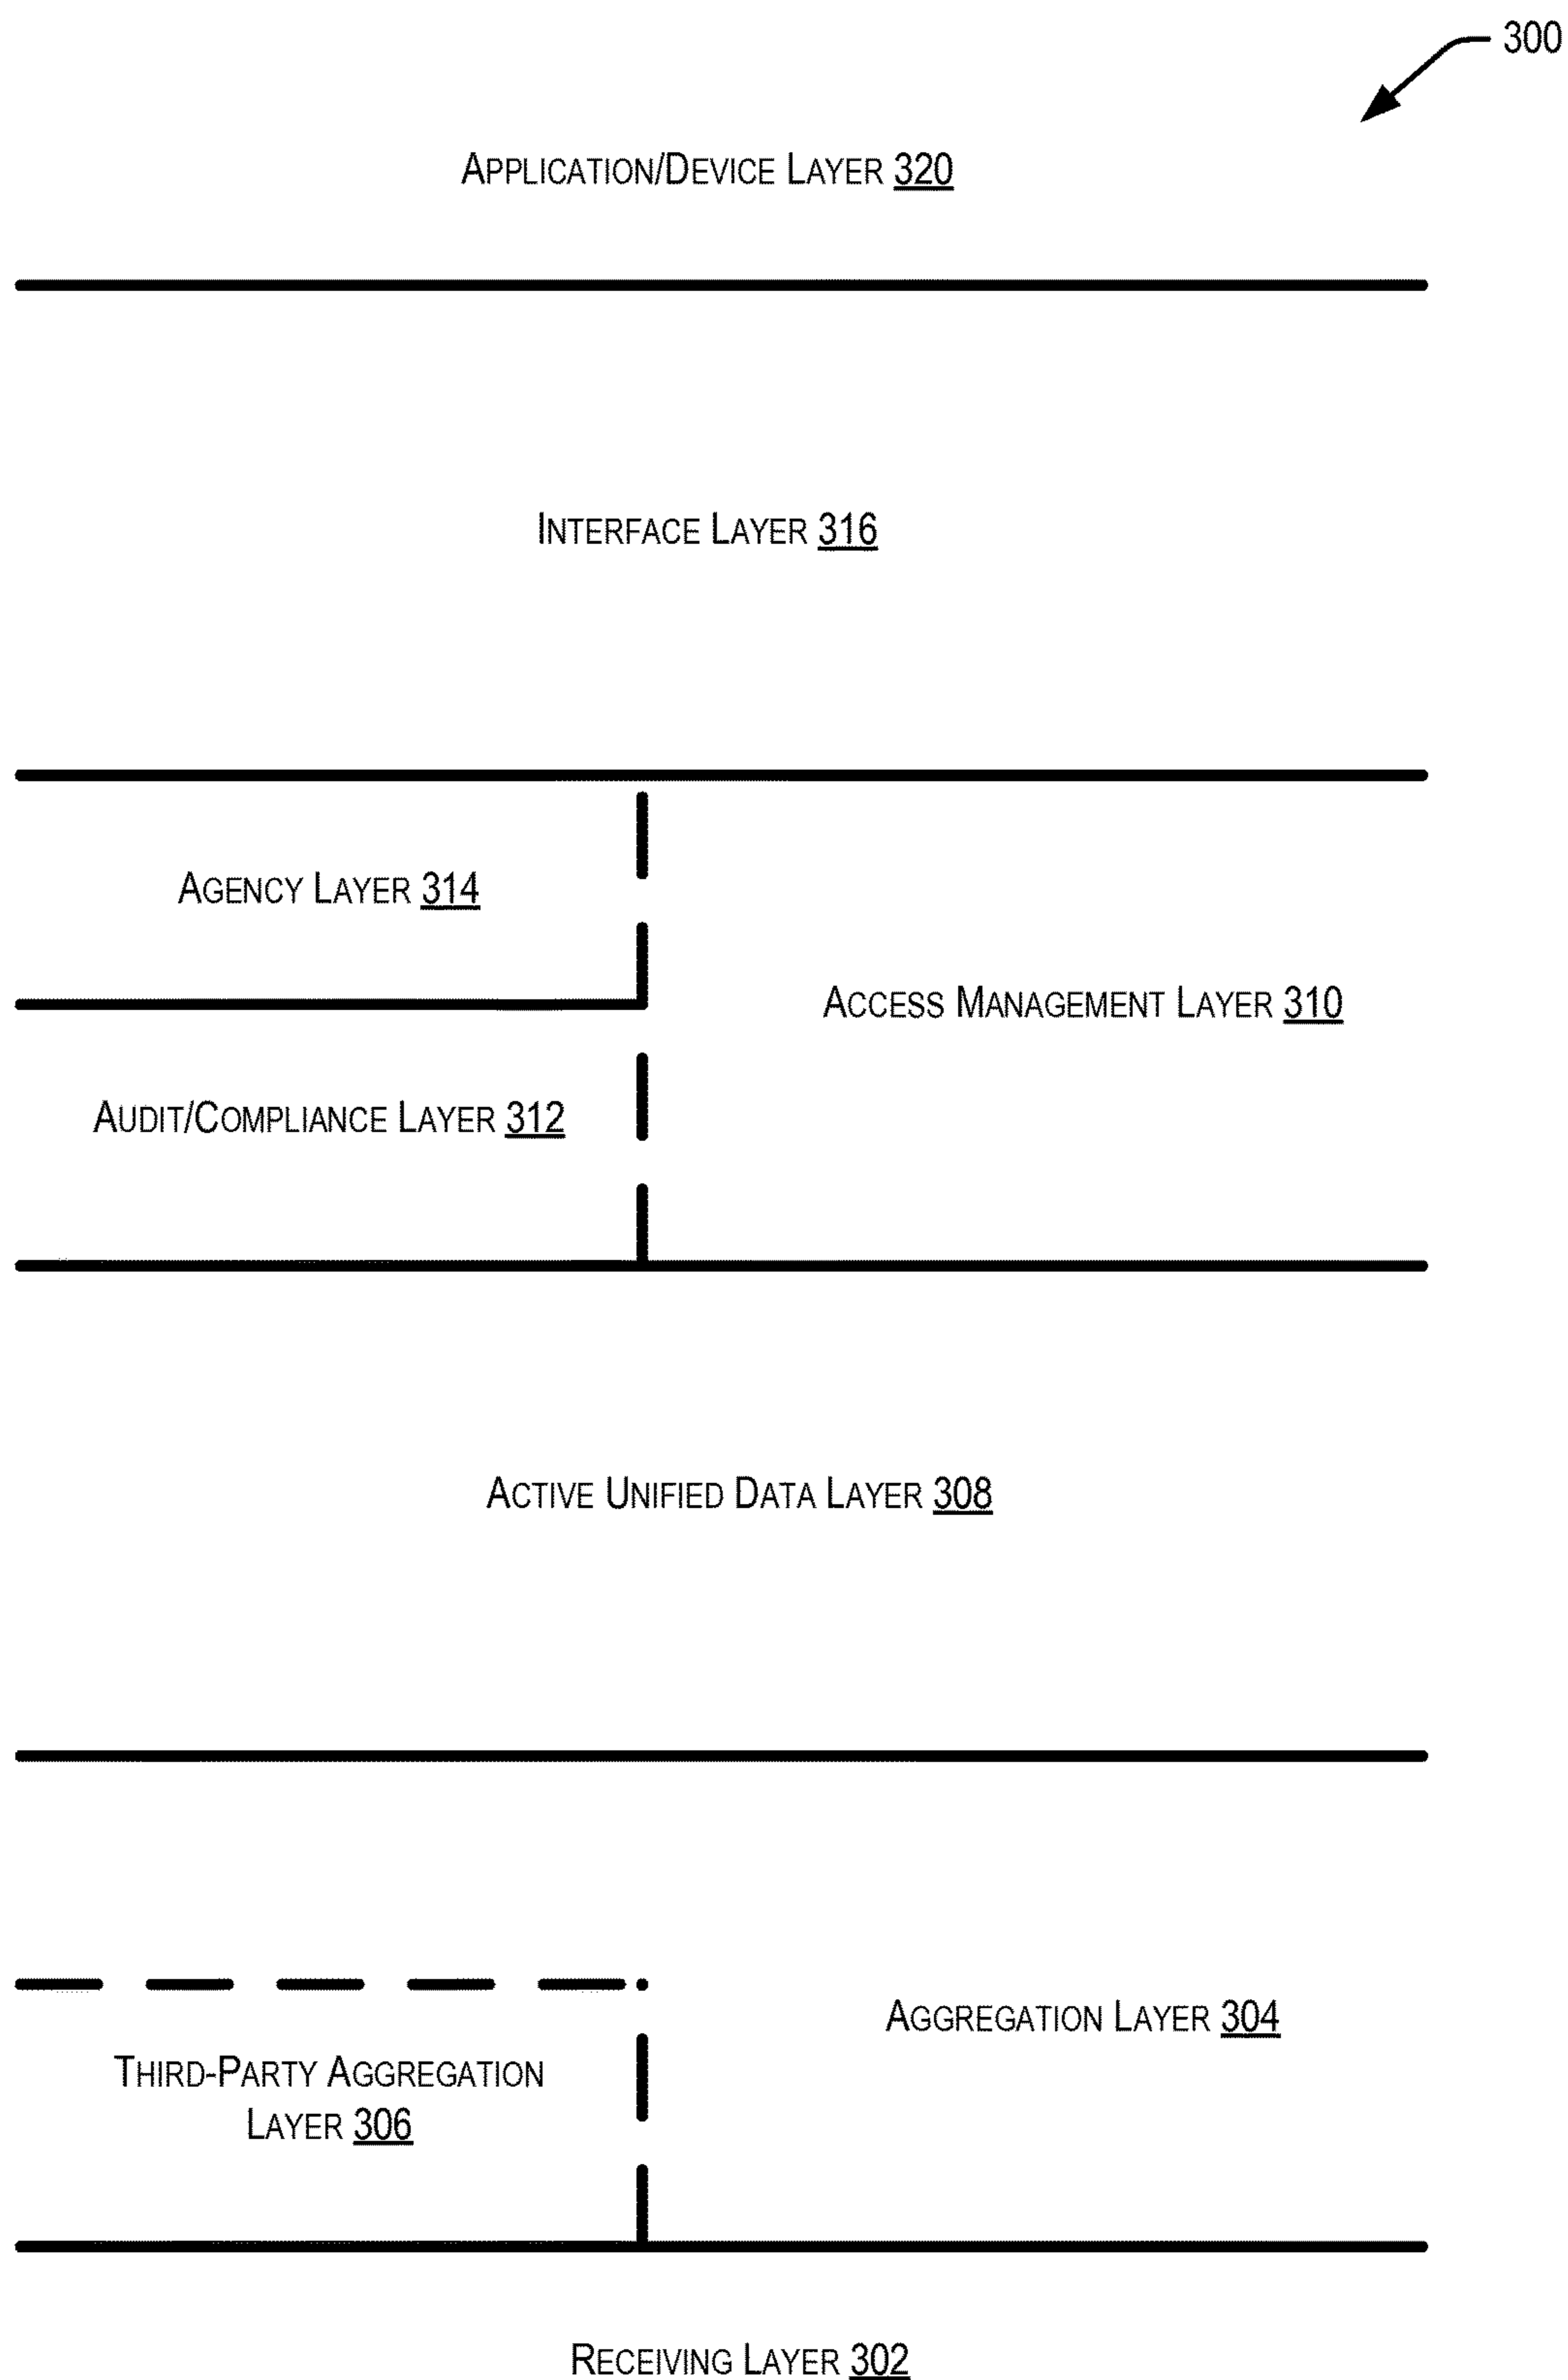 300
APPLICATION/DEVICE LAYER 320
INTERFACE LAYER 316
AGENCY LAYER 314
ACCESS MANAGEMENT LAYER 310
AUDIT/COMPLIANCE LAYER 312
ACTIVE UNIFIED DATA LAYER 308
AGGREGATION LAYER 304
THIRD-PARTY AGGREGATION
LAYER 306
RECEIVING LAYER 302